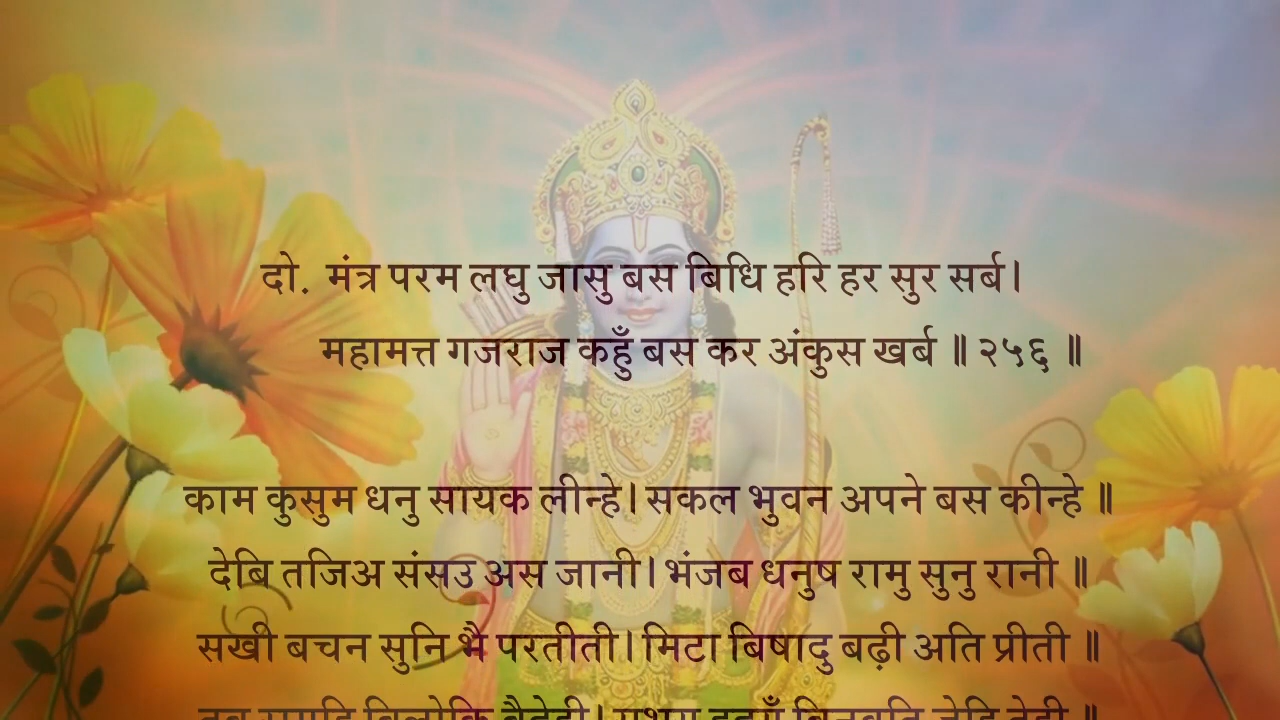 दो. मंत्र परम लघु जासु बस बिधि हरि हर सुर सर्ब।
महामत्त गजराज कहुँ बस कर अंकुस खर्ब ॥ २५६ ॥
काम कुसुम धनु सायक लीन्हे। सकल भुवन अपने बस कीन्हे ॥
देबि तजिअ संसउ अस जानी। भंजब धनुष रामु सुनु रानी ॥
सखी बचन सुनि भै परतीती। मिटा बिषादु बढ़ी अति प्रीती ॥